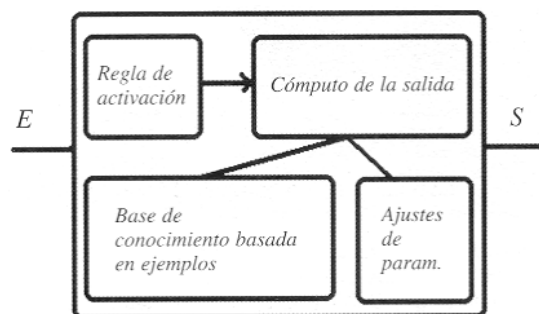 Regla de
activación
Cómputo de la salida
E
S
Base de
conocimiento basada
en ejemplos
Ajustes
de
param.